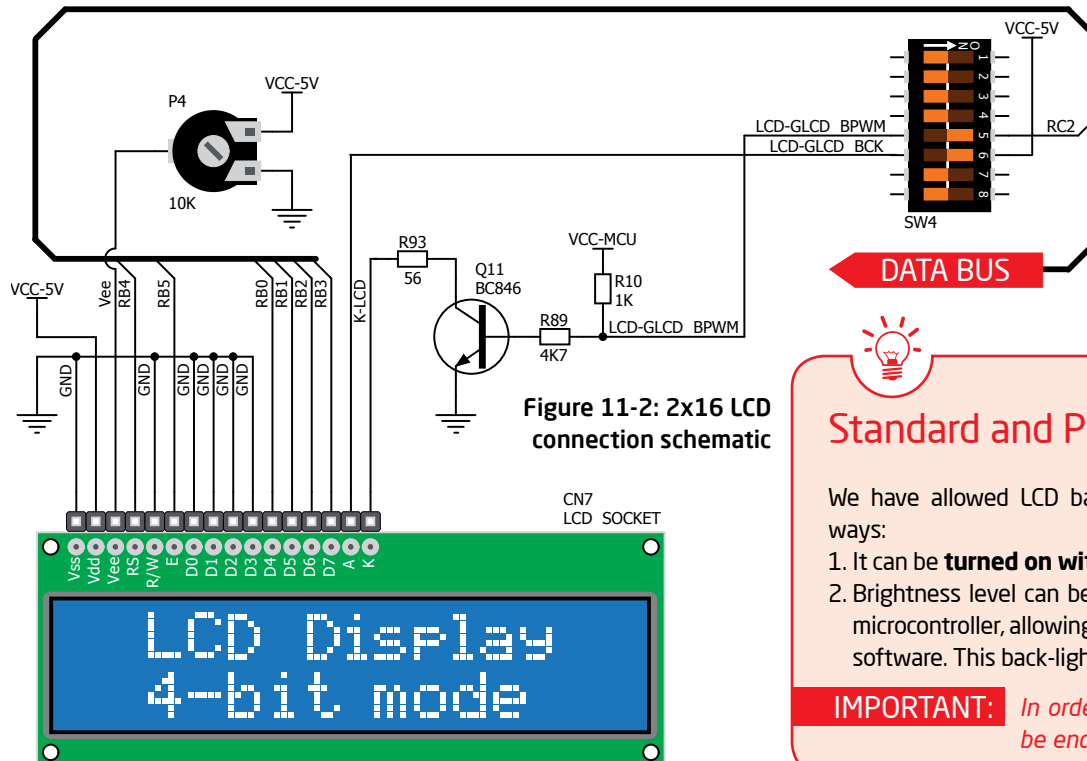 VCC-5V
VCC-5V
P4
10K
ON
1
2
3
4
5
6
7
8
SW4
LCD-GLCD BPWM
LCD-GLCD BCK
RC2
DATA BUS
VCC-5V
Vee
RB4
RB5
RB0
RB1
RB2
RB3
K-LCD
R93
56
Q11
BC846
VCC-MCU
R10
1K
R89
4K7
LCD-GLCD BPWM
GND
GND
GND
GND
GND
GND
Figure 11-2: 2x16 LCD
connection schematic
CN7
LCD SOCKET
Vss
Vdd
Vee
RS
R/W
E
D0
D1
D2
D3
D4
D5
D6
D7
A
K
LCD Display
4-bit mode
Standard and P
We have allowed LCD ba
ways:
1. It can be turned on wit
2. Brightness level can be
microcontroller, allowing
software. This back-ligh
IMPORTANT:
In orde
be ena